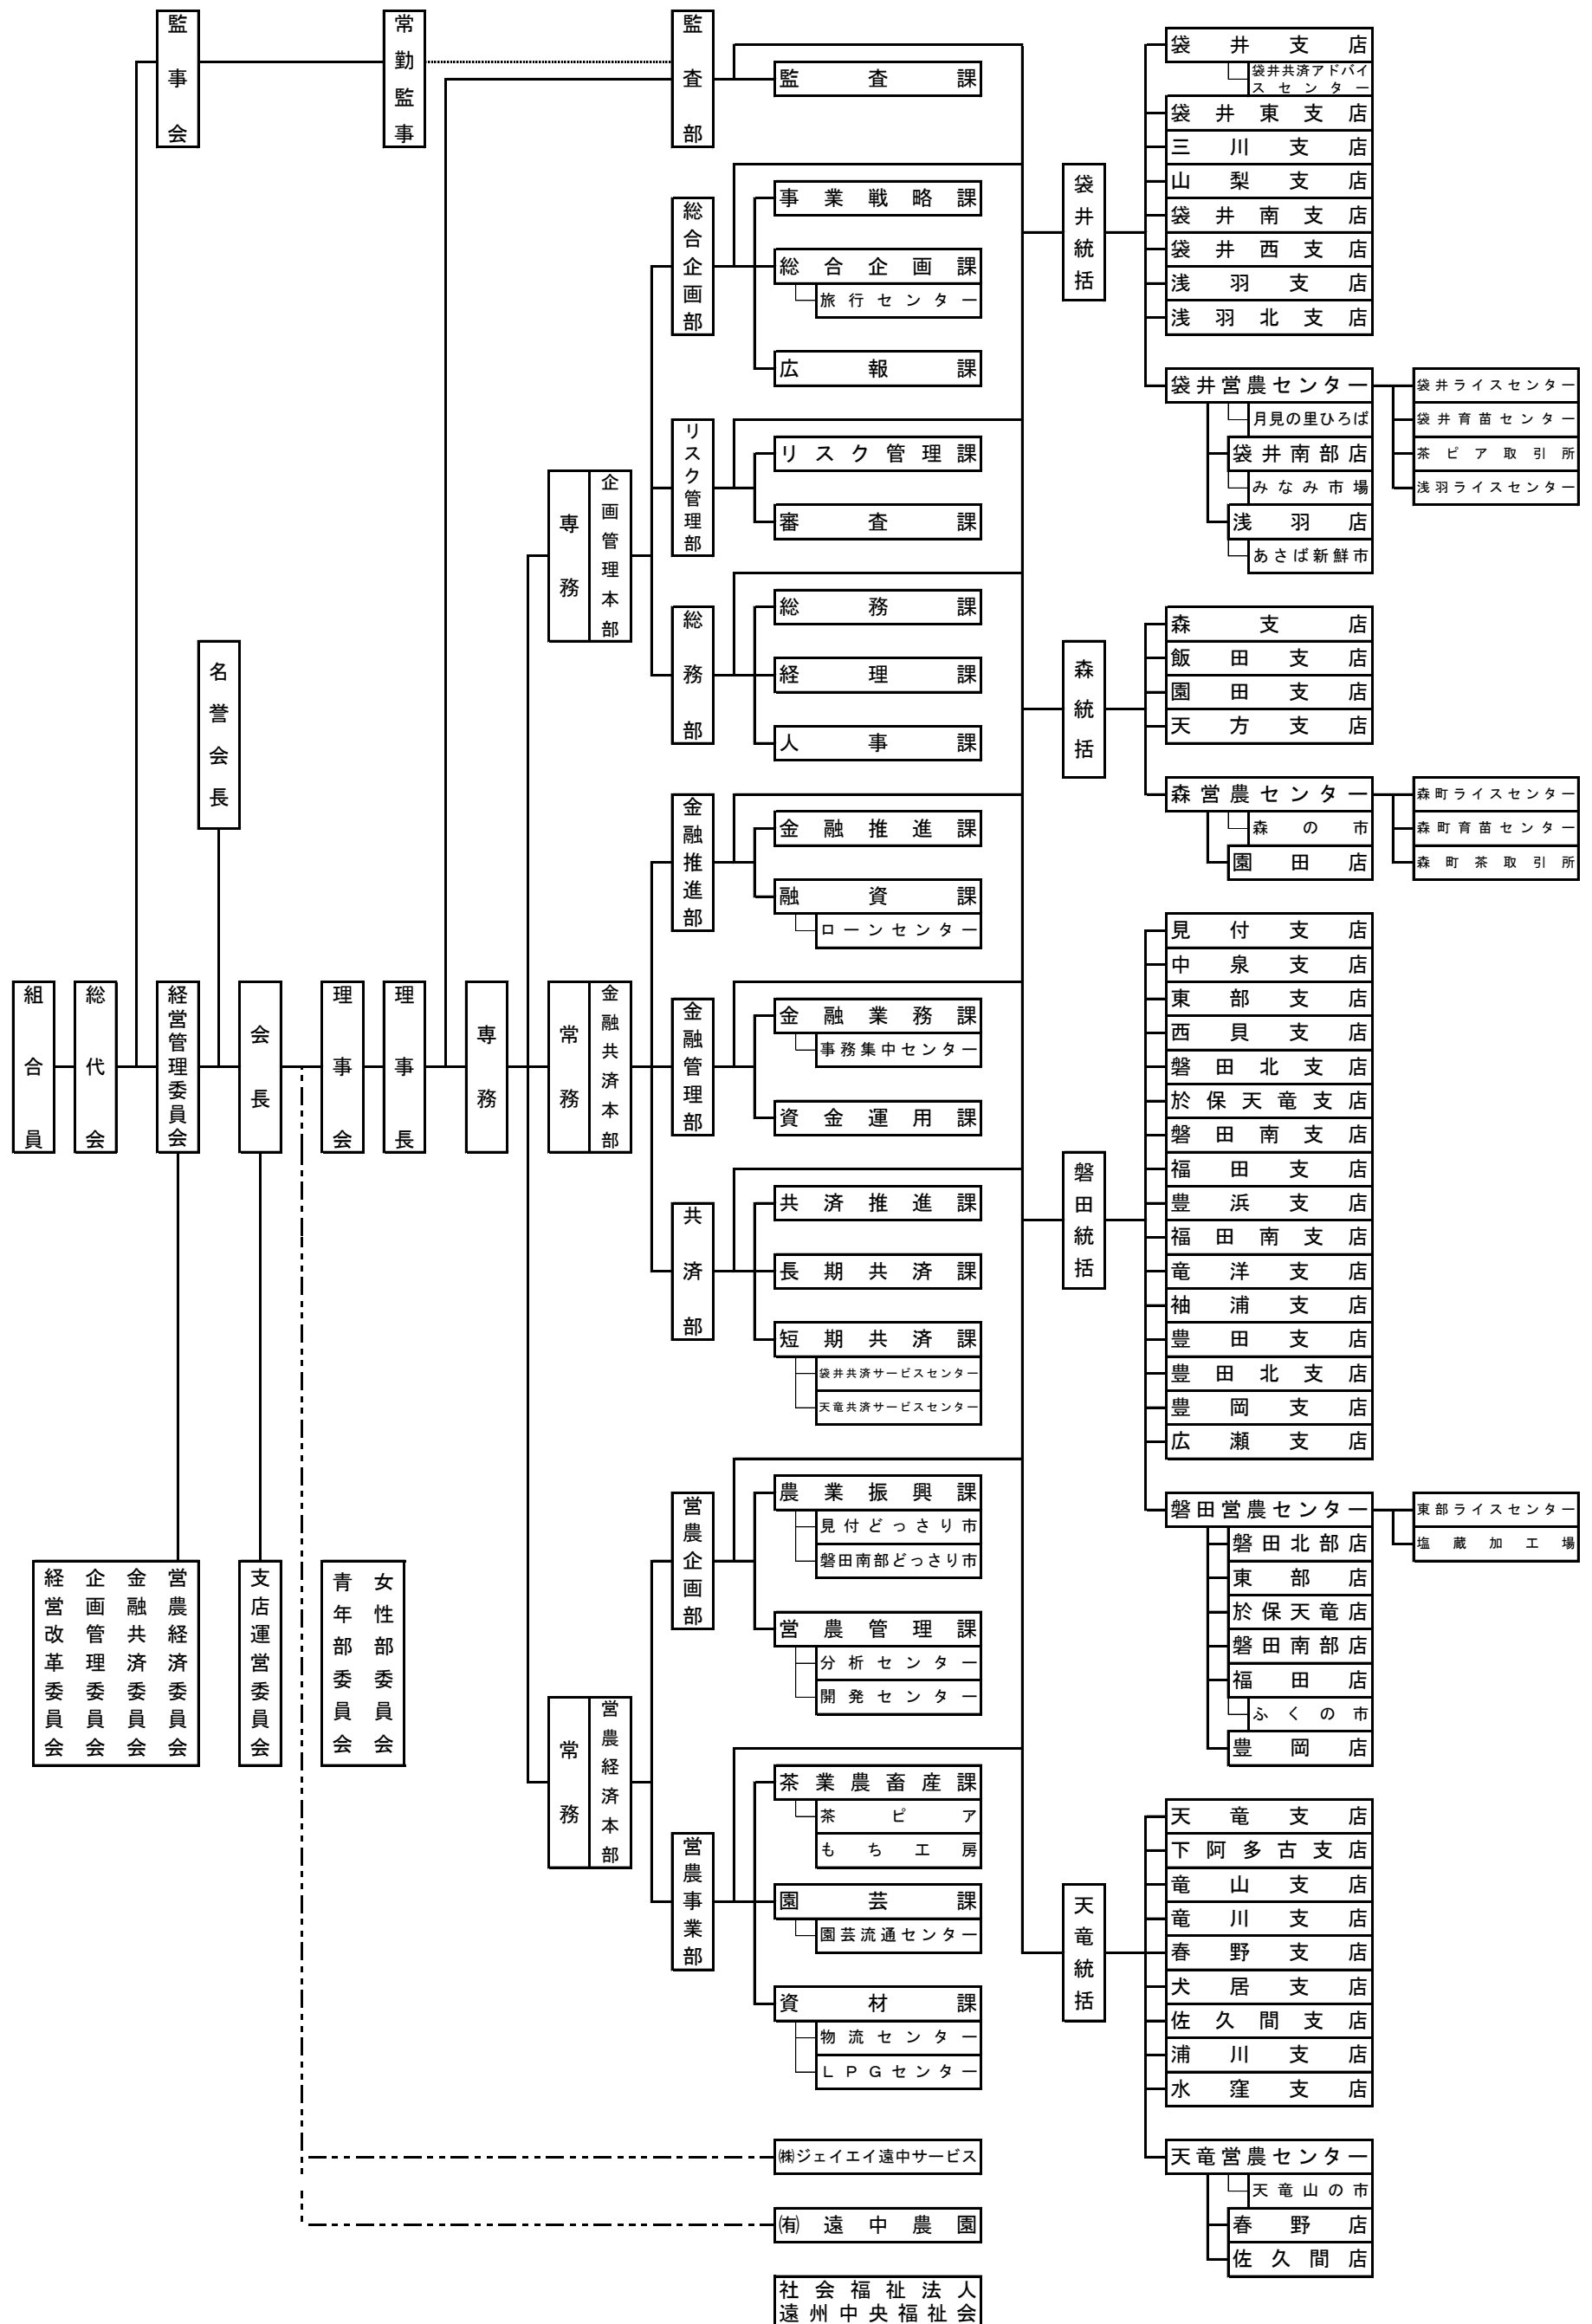 監事会
常勤監事
監査部
監査課
組合員
総代会
経営管理委員会
名誉会長
会長
理事会
理事長
専務
経営改革委員会
企画管理委員会
金融共済委員会
営農経済委員会
支店運営委員会
青年部委員会
女性部委員会
専務
企画管理本部
総合企画部
事業戦略課
総合企画課
旅行センター
広報課
リスク管理部
リスク管理課
審査課
総務部
総務課
経理課
人事課
常務
金融共済本部
金融推進部
金融推進課
融資課
ローンセンター
金融管理部
金融業務課
事務集中センター
資金運用課
共済部
共済推進課
長期共済課
短期共済課
袋井共済サービスセンター
天竜共済サービスセンター
常務
営農経済本部
営農企画部
農業振興課
見付どっさり市
磐田南部どっさり市
営農管理課
分析センター
開発センター
営農事業部
茶業農畜産課
茶ピア
もち工房
園芸課
園芸流通センター
資材課
物流センター
LPGセンター
㈱ジェイエイ遠中サービス
㈲遠中農園
社会福祉法人
遠州中央福祉会
袋井統括
袋井支店
袋井共済アドバイ
スセンター
袋井東支店
三川支店
山梨支店
袋井南支店
袋井西支店
浅羽支店
浅羽北支店
袋井営農センター
月見の里ひろば
袋井南部店
みなみ市場
浅羽店
あさば新鮮市
袋井ライスセンター
袋井育苗センター
茶ピア取引所
浅羽ライスセンター
森統括
森支店
飯田支店
園田支店
天方支店
森営農センター
森の市
園田店
森町ライスセンター
森町育苗センター
森町茶取引所
磐田統括
見付支店
中泉支店
東部支店
西貝支店
磐田北支店
於保天竜支店
磐田南支店
福田支店
豊浜支店
福田南支店
竜洋支店
袖浦支店
豊田支店
豊田北支店
豊岡支店
広瀬支店
磐田営農センター
磐田北部店
東部店
於保天竜店
磐田南部店
福田店
ふくの市
豊岡店
東部ライスセンター
塩蔵加工場
天竜統括
天竜支店
下阿多古支店
竜山支店
竜川支店
春野支店
犬居支店
佐久間支店
浦川支店
水窪支店
天竜営農センター
天竜山の市
春野店
佐久間店